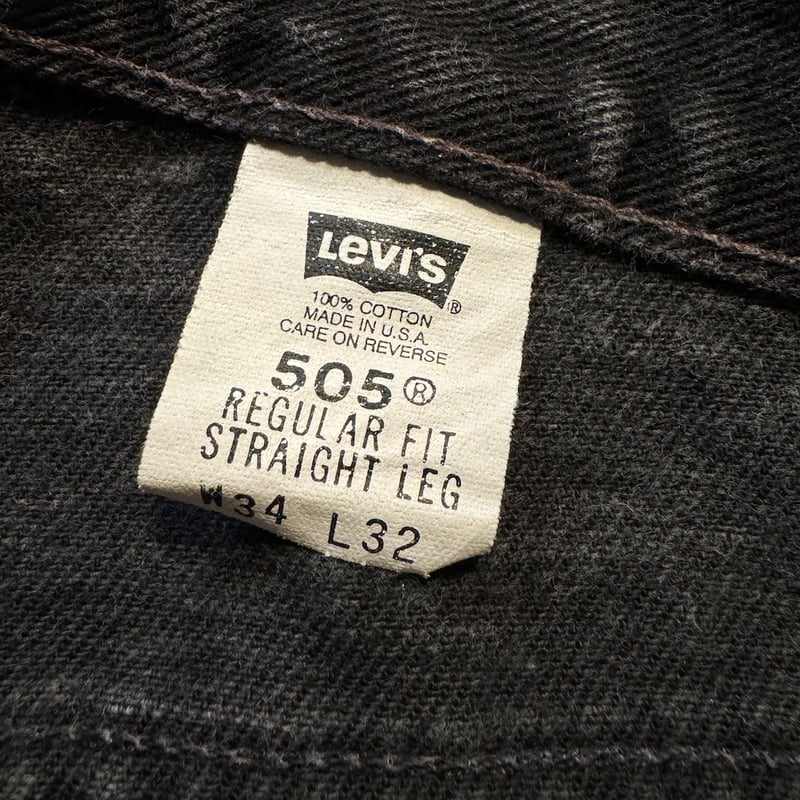 Levi's
®
100% COTTON
MADE IN U.S.A.
CARE ON REVERSE
505®
REGULAR FIT
STRAIGHT LEG
W34 L32